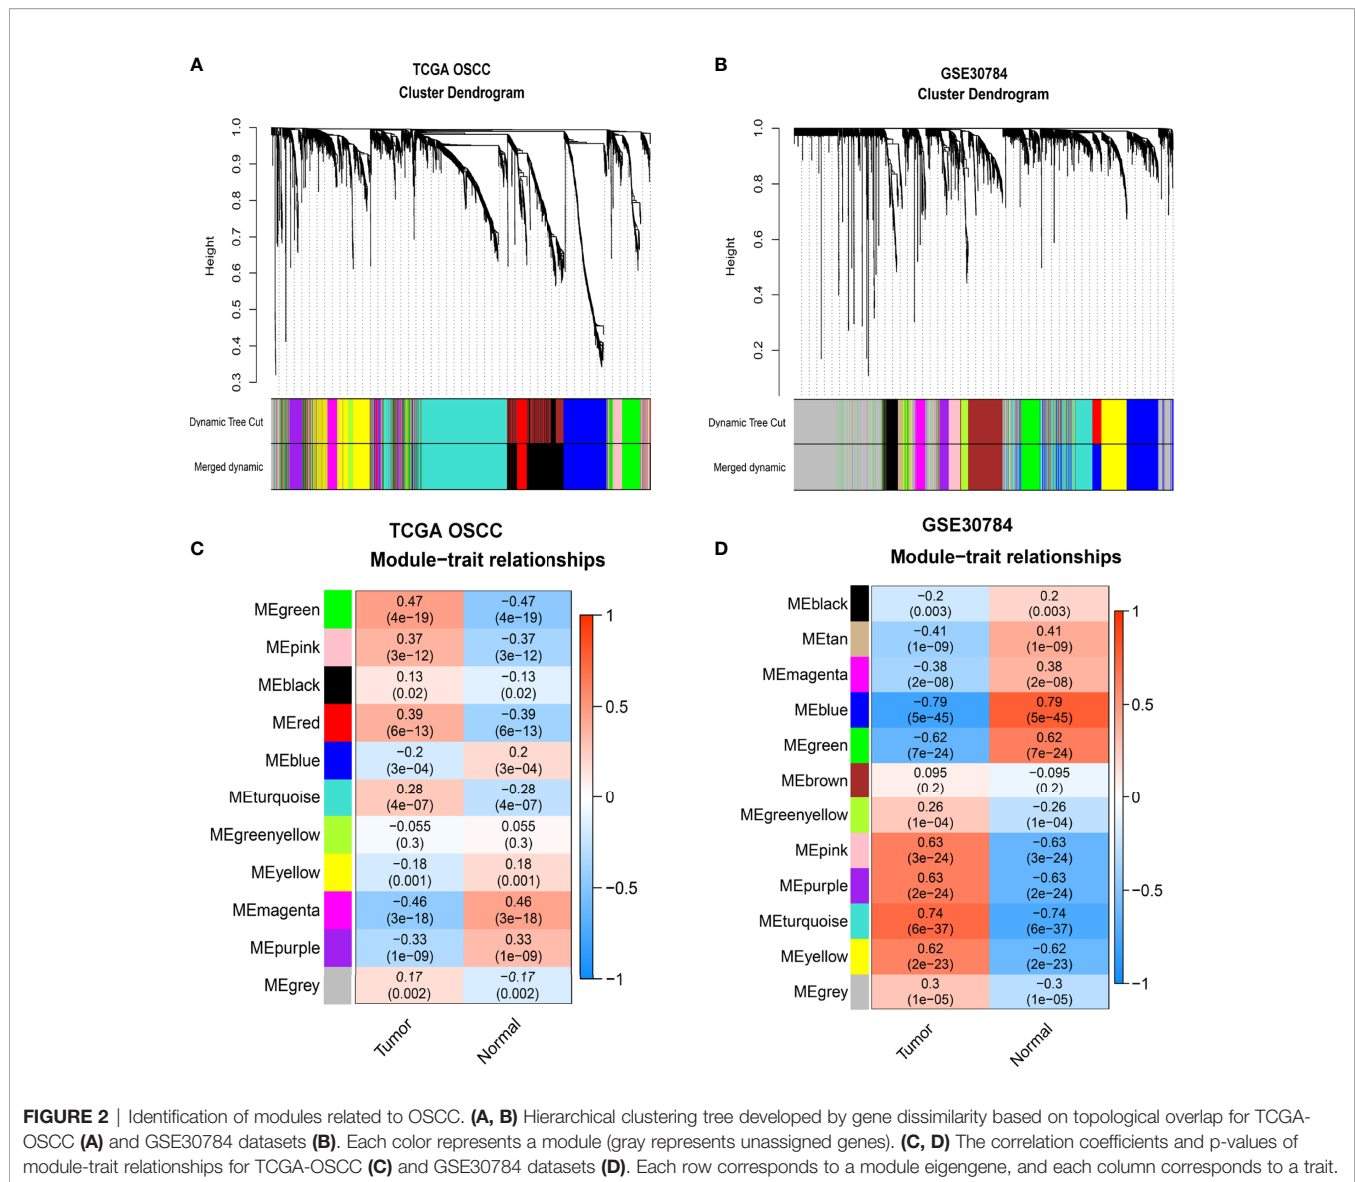 A
TCGA OSCC
Cluster Dendrogram
Height
1.0
0.9
0.8
0.7
0.6
0.5
0.4
0.3
Dynamic Tree Cut
Merged dynamic
B
GSE30784
Cluster Dendrogram
Height
1.0
0.8
0.6
0.4
0.2
Dynamic Tree Cut
Merged dynamic
C
TCGA OSCC
Module−trait relationships
MEgreen 0.47 −0.47
(4e−19) (4e−19)
MEpink 0.37 −0.37
(3e−12) (3e−12)
MEblack 0.13 −0.13
(0.02) (0.02)
MEred 0.39 −0.39
(6e−13) (6e−13)
MEblue −0.2 0.2
(3e−04) (3e−04)
MEturquoise 0.28 −0.28
(4e−07) (4e−07)
MEgreenyellow −0.055 0.055
(0.3) (0.3)
MEyellow −0.18 0.18
(0.001) (0.001)
MEmagenta −0.46 0.46
(3e−18) (3e−18)
MEpurple −0.33 0.33
(1e−09) (1e−09)
MEgrey 0.17 −0.17
(0.002) (0.002)
Tumor
Normal
1
0.5
0
−0.5
−1
D
GSE30784
Module−trait relationships
MEblack −0.2 0.2
(0.003) (0.003)
MEtan −0.41 0.41
(1e−09) (1e−09)
MEmagenta −0.38 0.38
(2e−08) (2e−08)
MEblue −0.79 0.79
(5e−45) (5e−45)
MEgreen −0.62 0.62
(7e−24) (7e−24)
MEbrown 0.095 −0.095
(0.2) (0.2)
MEgreenyellow 0.26 −0.26
(1e−04) (1e−04)
MEpink 0.63 −0.63
(3e−24) (3e−24)
MEpurple 0.63 −0.63
(2e−24) (2e−24)
MEturquoise 0.74 −0.74
(6e−37) (6e−37)
MEyellow 0.62 −0.62
(2e−23) (2e−23)
MEgrey 0.3 −0.3
(1e−05) (1e−05)
Tumor
Normal
1
0.5
0
−0.5
−1
FIGURE 2 | Identification of modules related to OSCC. (A, B) Hierarchical clustering tree developed by gene dissimilarity based on topological overlap for TCGA-
OSCC (A) and GSE30784 datasets (B). Each color represents a module (gray represents unassigned genes). (C, D) The correlation coefficients and p-values of
module-trait relationships for TCGA-OSCC (C) and GSE30784 datasets (D). Each row corresponds to a module eigengene, and each column corresponds to a trait.